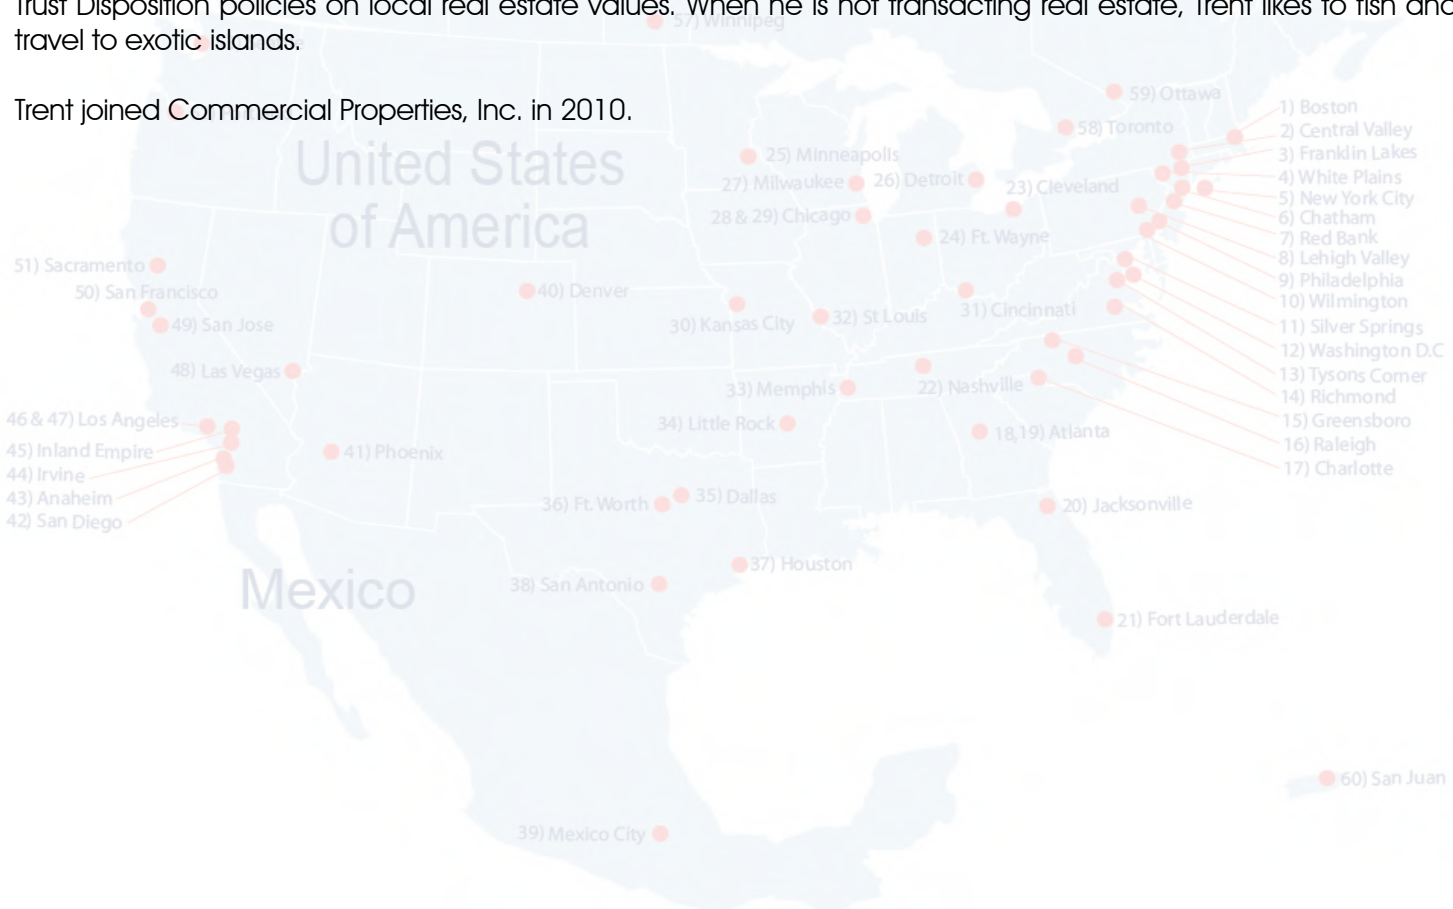 Trust Disposition policies on local real estate values. When he is not transacting real estate, Trent likes to fish and
travel to exotic islands.
Trent joined Commercial Properties, Inc. in 2010.
57) Winnipeg
59) Ottawa
58) Toronto
1) Boston
2) Central Valley
3) Franklin Lakes
4) White Plains
5) New York City
6) Chatham
7) Red Bank
8) Lehigh Valley
9) Philadelphia
10) Wilmington
11) Silver Springs
12) Washington D.C
13) Tysons Corner
14) Richmond
15) Greensboro
16) Raleigh
17) Charlotte
United States
of America
25) Minneapolis
27) Milwaukee
26) Detroit
23) Cleveland
28 & 29) Chicago
24) Ft. Wayne
51) Sacramento
50) San Francisco
49) San Jose
40) Denver
30) Kansas City
32) St Louis
31) Cincinnati
48) Las Vegas
33) Memphis
22) Nashville
46 & 47) Los Angeles
34) Little Rock
18,19) Atlanta
45) Inland Empire
41) Phoenix
44) Irvine
43) Anaheim
42) San Diego
36) Ft. Worth
35) Dallas
20) Jacksonville
37) Houston
38) San Antonio
Mexico
21) Fort Lauderdale
60) San Juan
39) Mexico City